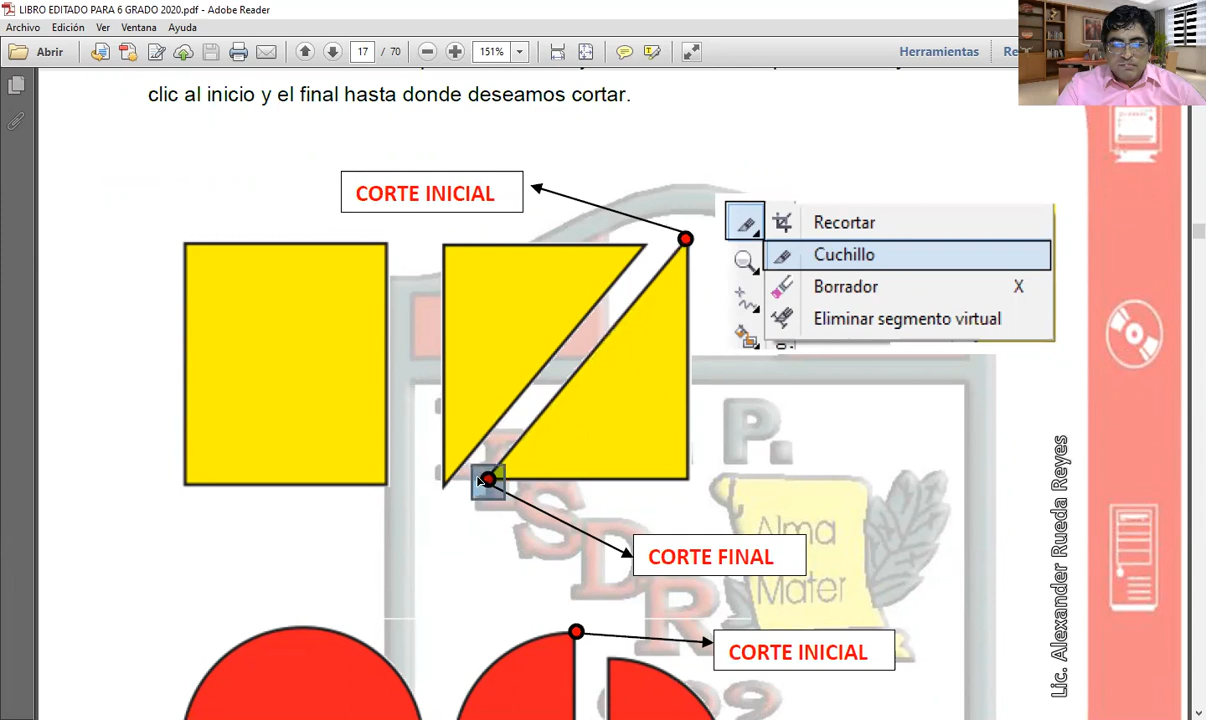 LIBRO EDITADO PARA 6 GRADO 2020.pdf - Adobe Reader
Archivo Edición Ver Ventana Ayuda
Abrir 17 / 70 151% Herramientas
clic al inicio y el final hasta donde deseamos cortar.
CORTE INICIAL
Recortar
Cuchillo
Borrador X
Eliminar segmento virtual
P.
CORTE FINAL
Alma
Mater
CORTE INICIAL
Lic. Alexander Rueda Reyes